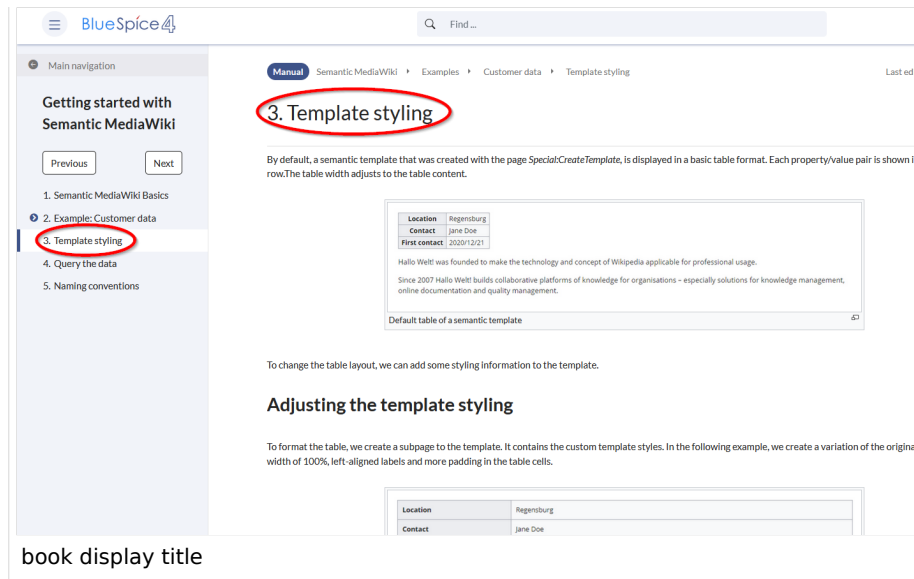 BlueSpice 4
Find ...
Main navigation
Getting started with
Semantic MediaWiki
Previous
Next
1. Semantic MediaWiki Basics
2. Example: Customer data
3. Template styling
4. Query the data
5. Naming conventions
Manual Semantic MediaWiki Examples Customer data Template styling
Last ed
3. Template styling
By default, a semantic template that was created with the page Special:CreateTemplate, is displayed in a basic table format. Each property/value pair is shown i
row.The table width adjusts to the table content.
Location Regensburg
Contact Jane Doe
First contact 2020/12/21
Hallo Welt! was founded to make the technology and concept of Wikipedia applicable for professional usage.
Since 2007 Hallo Welt! builds collaborative platforms of knowledge for organisations – especially solutions for knowledge management,
online documentation and quality management.
Default table of a semantic template
To change the table layout, we can add some styling information to the template.
Adjusting the template styling
To format the table, we create a subpage to the template. It contains the custom template styles. In the following example, we create a variation of the origina
width of 100%, left-aligned labels and more padding in the table cells.
Location Regensburg
Contact Jane Doe
book display title